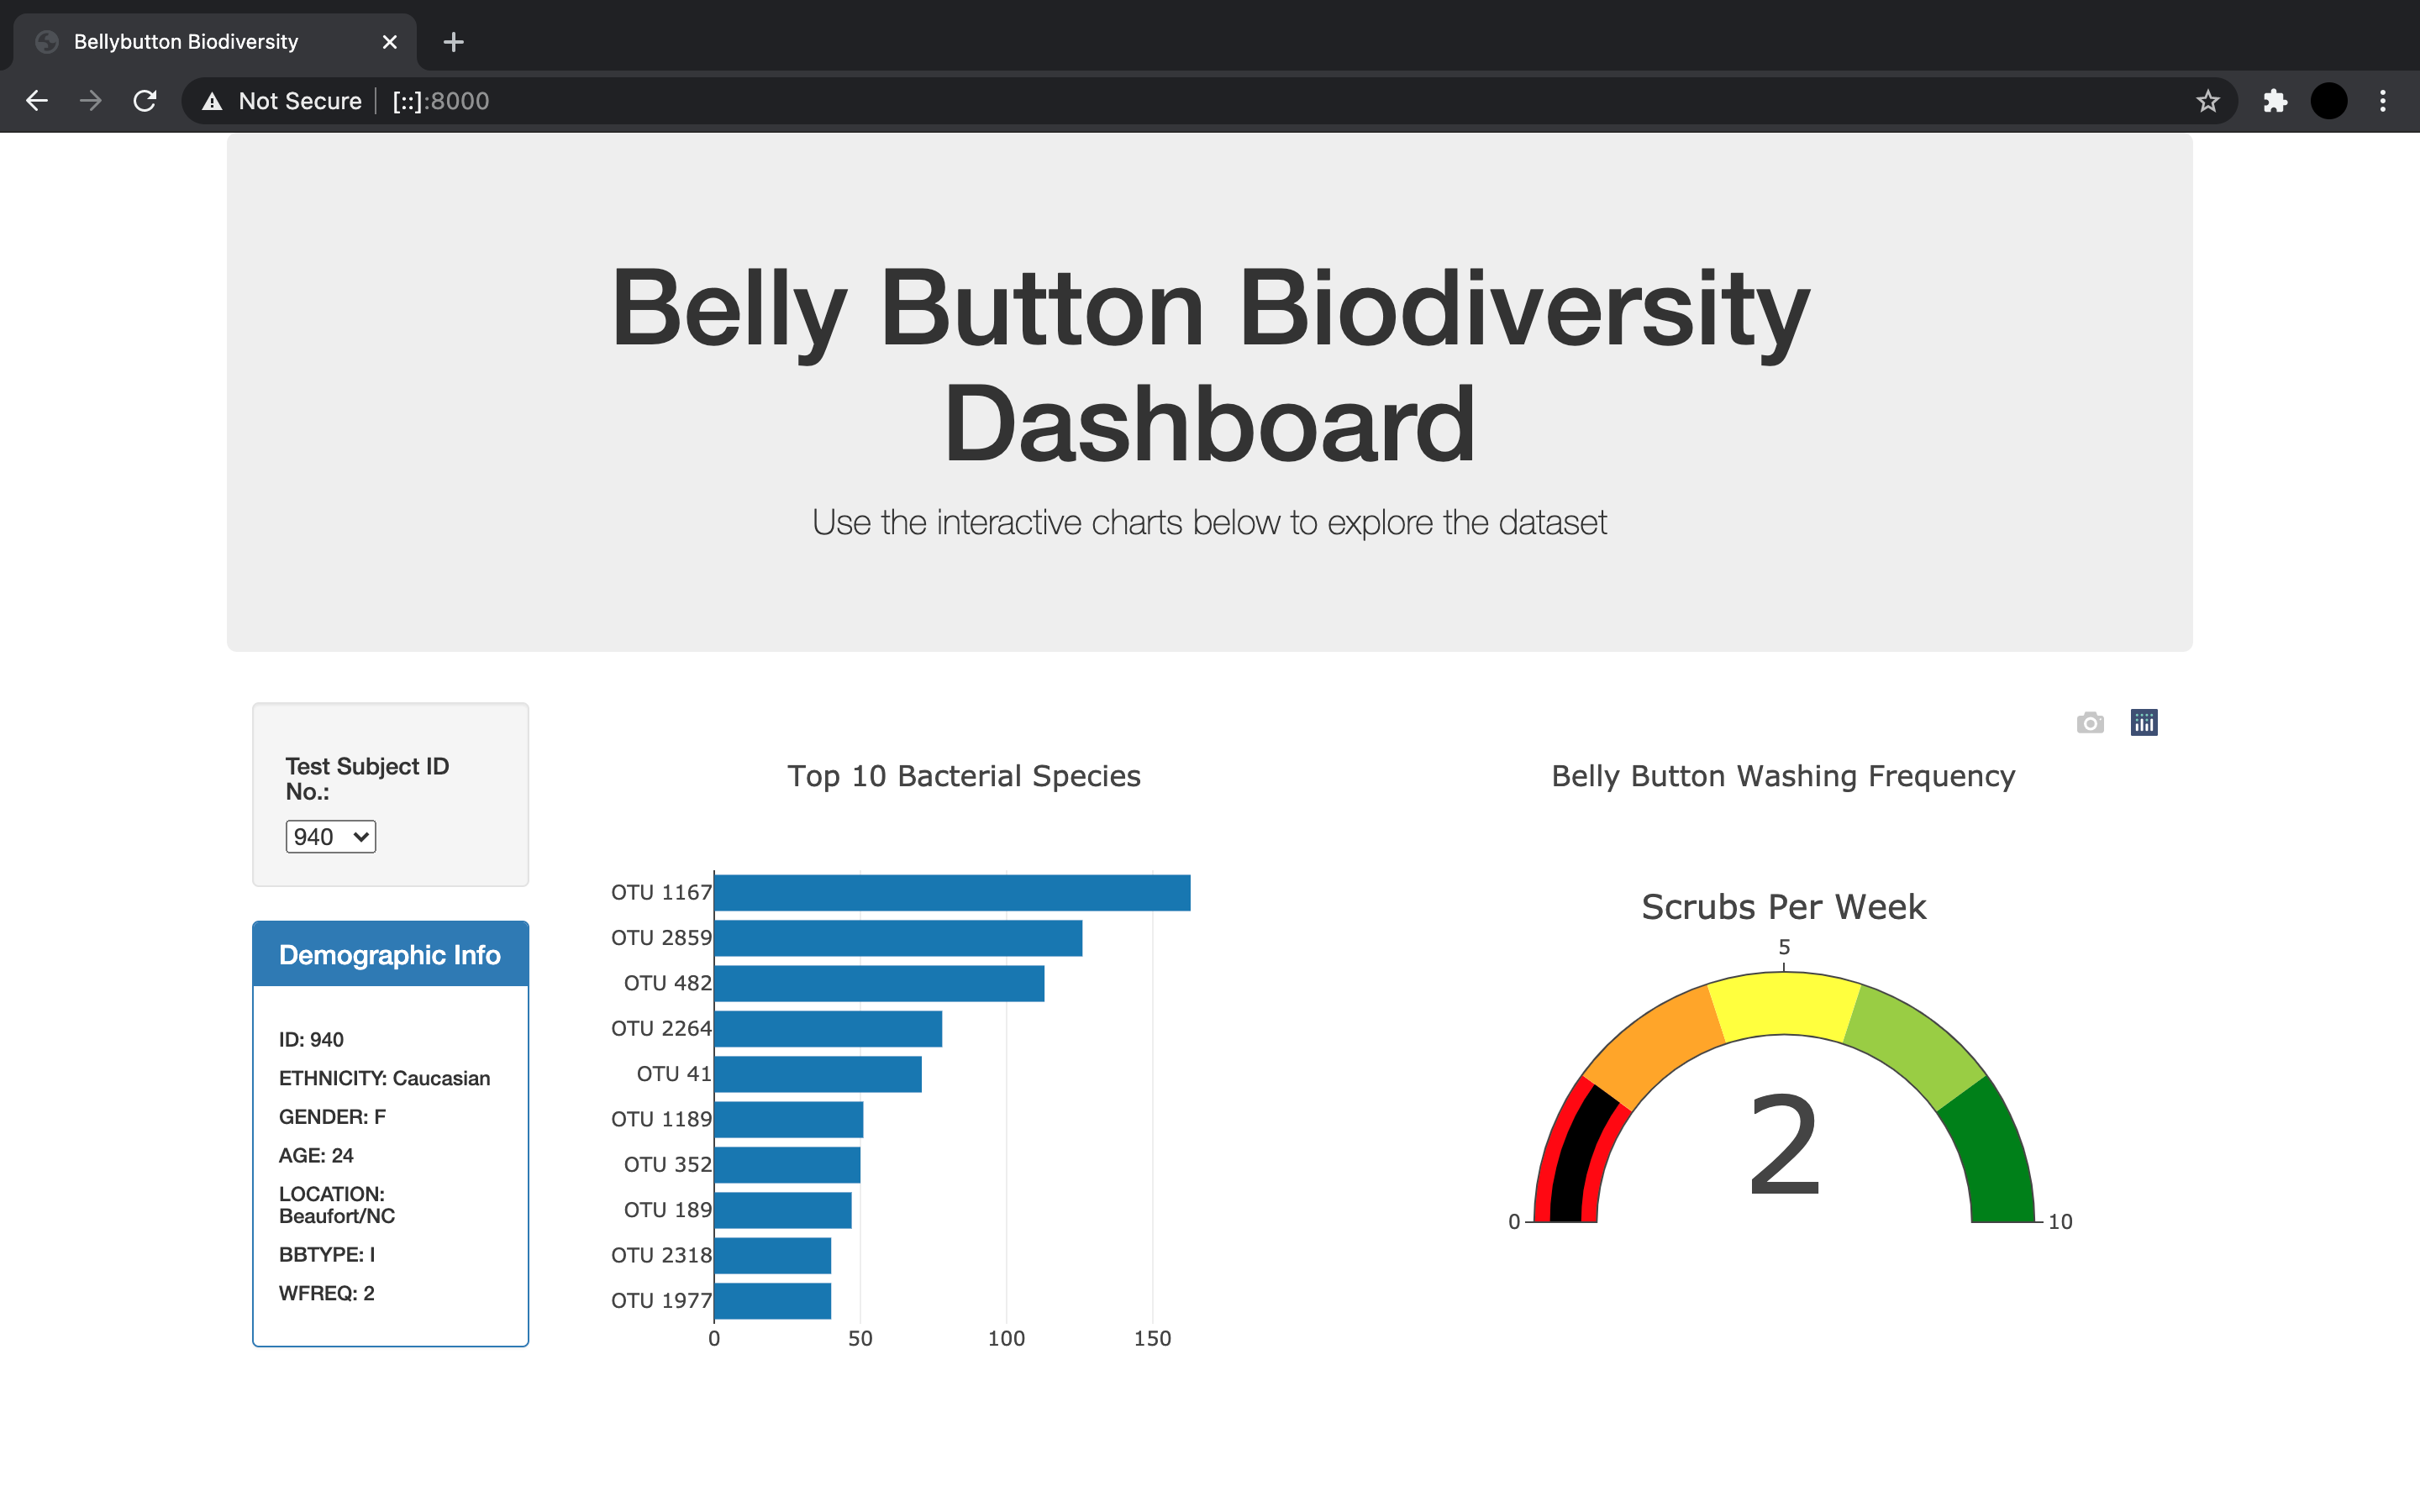 Bellybutton Biodiversity
Not Secure
[::]:8000
Belly Button Biodiversity
Dashboard
Use the interactive charts below to explore the dataset
Test Subject ID
No.:
940
Demographic Info
ID: 940
ETHNICITY: Caucasian
GENDER: F
AGE: 24
LOCATION:
Beaufort/NC
BBTYPE: I
WFREQ: 2
Top 10 Bacterial Species
OTU 1167
OTU 2859
OTU 482
OTU 2264
OTU 41
OTU 1189
OTU 352
OTU 189
OTU 2318
OTU 1977
0 50 100 150
Belly Button Washing Frequency
Scrubs Per Week
5
2
0 10